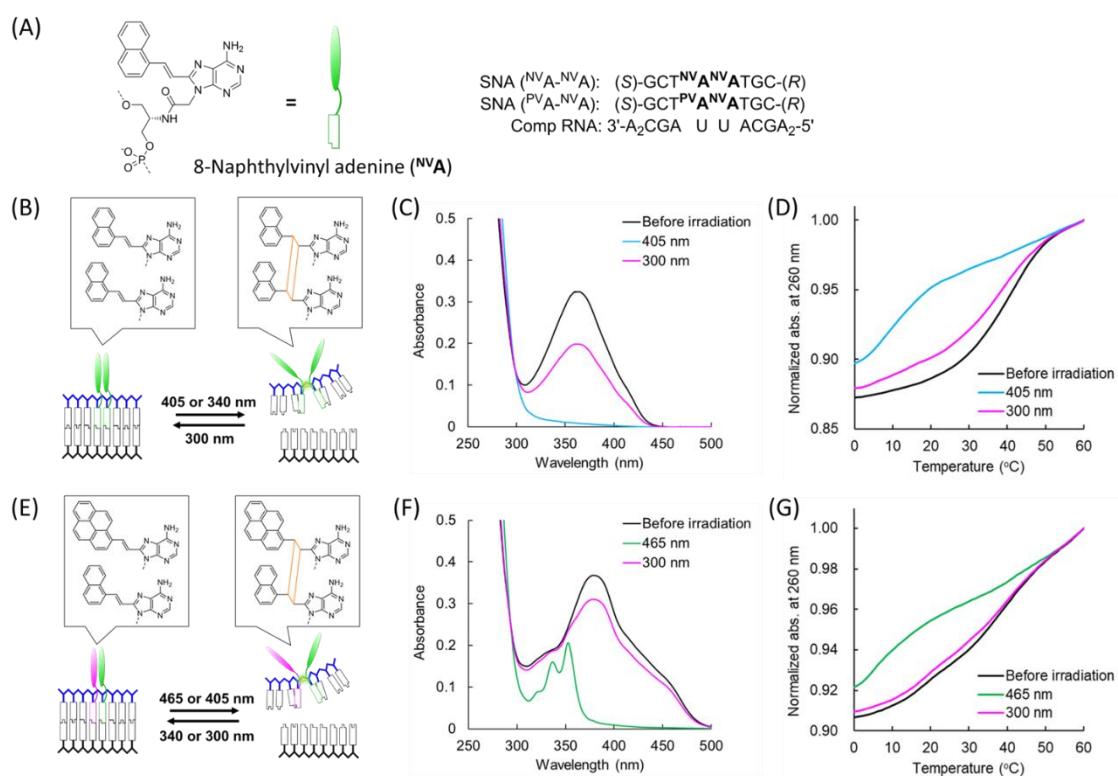 (A)
N
N
N
N
NH2
O
N
NH
O
O-
O
P
O
=
8-Naphthylvinyl adenine (NVA)
SNA (NVA-NVA): (S)-GCTNVANVATGC-(R)
SNA (PVA-NVA): (S)-GCTPVANVATGC-(R)
Comp RNA: 3'-A2CGA U U ACGA2-5'
(B)
NH2
N
N
N
N
NH2
N
N
N
N
NH2
N
N
N
N
NH2
N
N
N
N
405 or 340 nm
300 nm
(C)
Absorbance
0.5
0.4
0.3
0.2
0.1
0
250 300 350 400 450 500
Wavelength (nm)
Before irradiation
405 nm
300 nm
(D)
Normalized abs. at 260 nm
1.00
0.95
0.90
0.85
0 10 20 30 40 50 60
Temperature (oC)
Before irradiation
405 nm
300 nm
(E)
NH2
N
N
N
N
NH2
N
N
N
N
NH2
N
N
N
N
NH2
N
N
N
N
465 or 405 nm
340 or 300 nm
(F)
Absorbance
0.5
0.4
0.3
0.2
0.1
0
250 300 350 400 450 500
Wavelength (nm)
Before irradiation
465 nm
300 nm
(G)
Normalized abs. at 260 nm
1.00
0.98
0.96
0.94
0.92
0.90
0 10 20 30 40 50 60
Temperature (oC)
Before irradiation
465 nm
300 nm